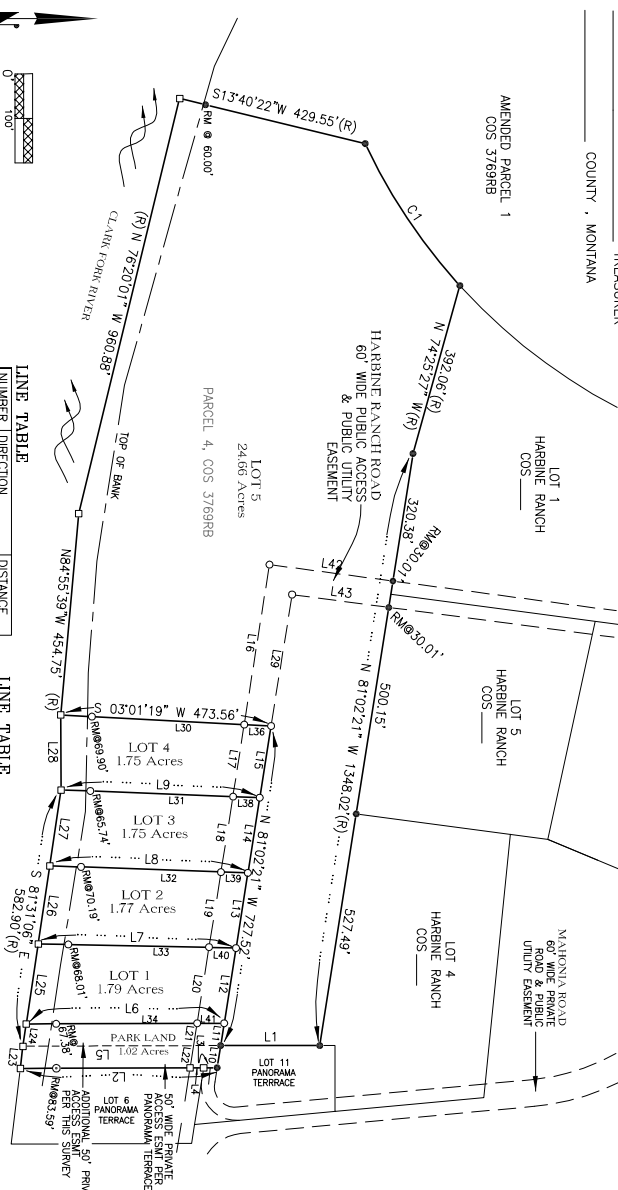 TREASURER
COUNTY , MONTANA
0'
100'
AMENDED PARCEL 1
COS 3769RB
S13°40'22"W 429.55'(R)
RM @ 60.00'
C1
392.06'(R)
N 74°25'27" W(R)
LOT 1
HARBINE RANCH
COS
HARBINE RANCH ROAD
60' WIDE PUBLIC ACCESS
& PUBLIC UTILITY
EASEMENT
CLARK FORK RIVER
(R) N 76°20'01" W 960.88'
TOP OF BANK
LOT 5
24.66 Acres
PARCEL 4, COS 3769RB
320.38'
RM@30.01'
RM@30.01'
L42
L43
L16
L29
500.15'
N 81°02'21" W 1348.02'(R)
527.49'
LOT 5
HARBINE RANCH
COS
LOT 4
HARBINE RANCH
COS
MAHONIA ROAD
60' WIDE PRIVATE
ROAD & PUBLIC
UTILITY EASEMENT
LINE TABLE
NUMBER
DIRECTION
DISTANCE
LINE TABLE
N84°55'39"W 454.75' (R)
S 03°01'19" W 473.56'
L30
L36
RM@69.90'
LOT 4
1.75 Acres
L28
L17
L15
L9
L31
L38
RM@65.74'
LOT 3
1.75 Acres
L27
L18
L14
L8
L32
L39
RM@70.19'
LOT 2
1.77 Acres
L26
L19
L13
L7
L33
L40
RM@68.01'
LOT 1
1.79 Acres
L25
L20
L12
L6
L34
L41
N 81°02'21" W 727.52'
S 81°31'06" E
582.90'(R)
RM@
67.38'
PARK LAND
1.02 Acres
L24
L23
L21
L22
L3
L11
L10
L5
L2
L4
L1
RM@83.59'
LOT 11
PANORAMA
TERRRACE
LOT 6
PANORAMA
TERRACE
50' WIDE PRIVATE
ACCESS ESMT PER
PANORAMA TERRACE
ADDITIONAL 50' PRIV
ACCESS ESMT
PER THIS SURVEY